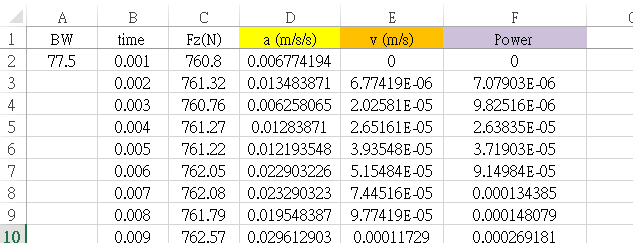 A B C D E F
1 BW time Fz(N) a (m/s/s) v (m/s) Power
2 77.5 0.001 760.8 0.006774194 0 0
3 0.002 761.32 0.013483871 6.77419E-06 7.07903E-06
4 0.003 760.76 0.006258065 2.02581E-05 9.82516E-06
5 0.004 761.27 0.01283871 2.65161E-05 2.63835E-05
6 0.005 761.22 0.012193548 3.93548E-05 3.71903E-05
7 0.006 762.05 0.022903226 5.15484E-05 9.14984E-05
8 0.007 762.08 0.023290323 7.44516E-05 0.000134385
9 0.008 761.79 0.019548387 9.77419E-05 0.000148079
10 0.009 762.57 0.029612903 0.00011729 0.000269181